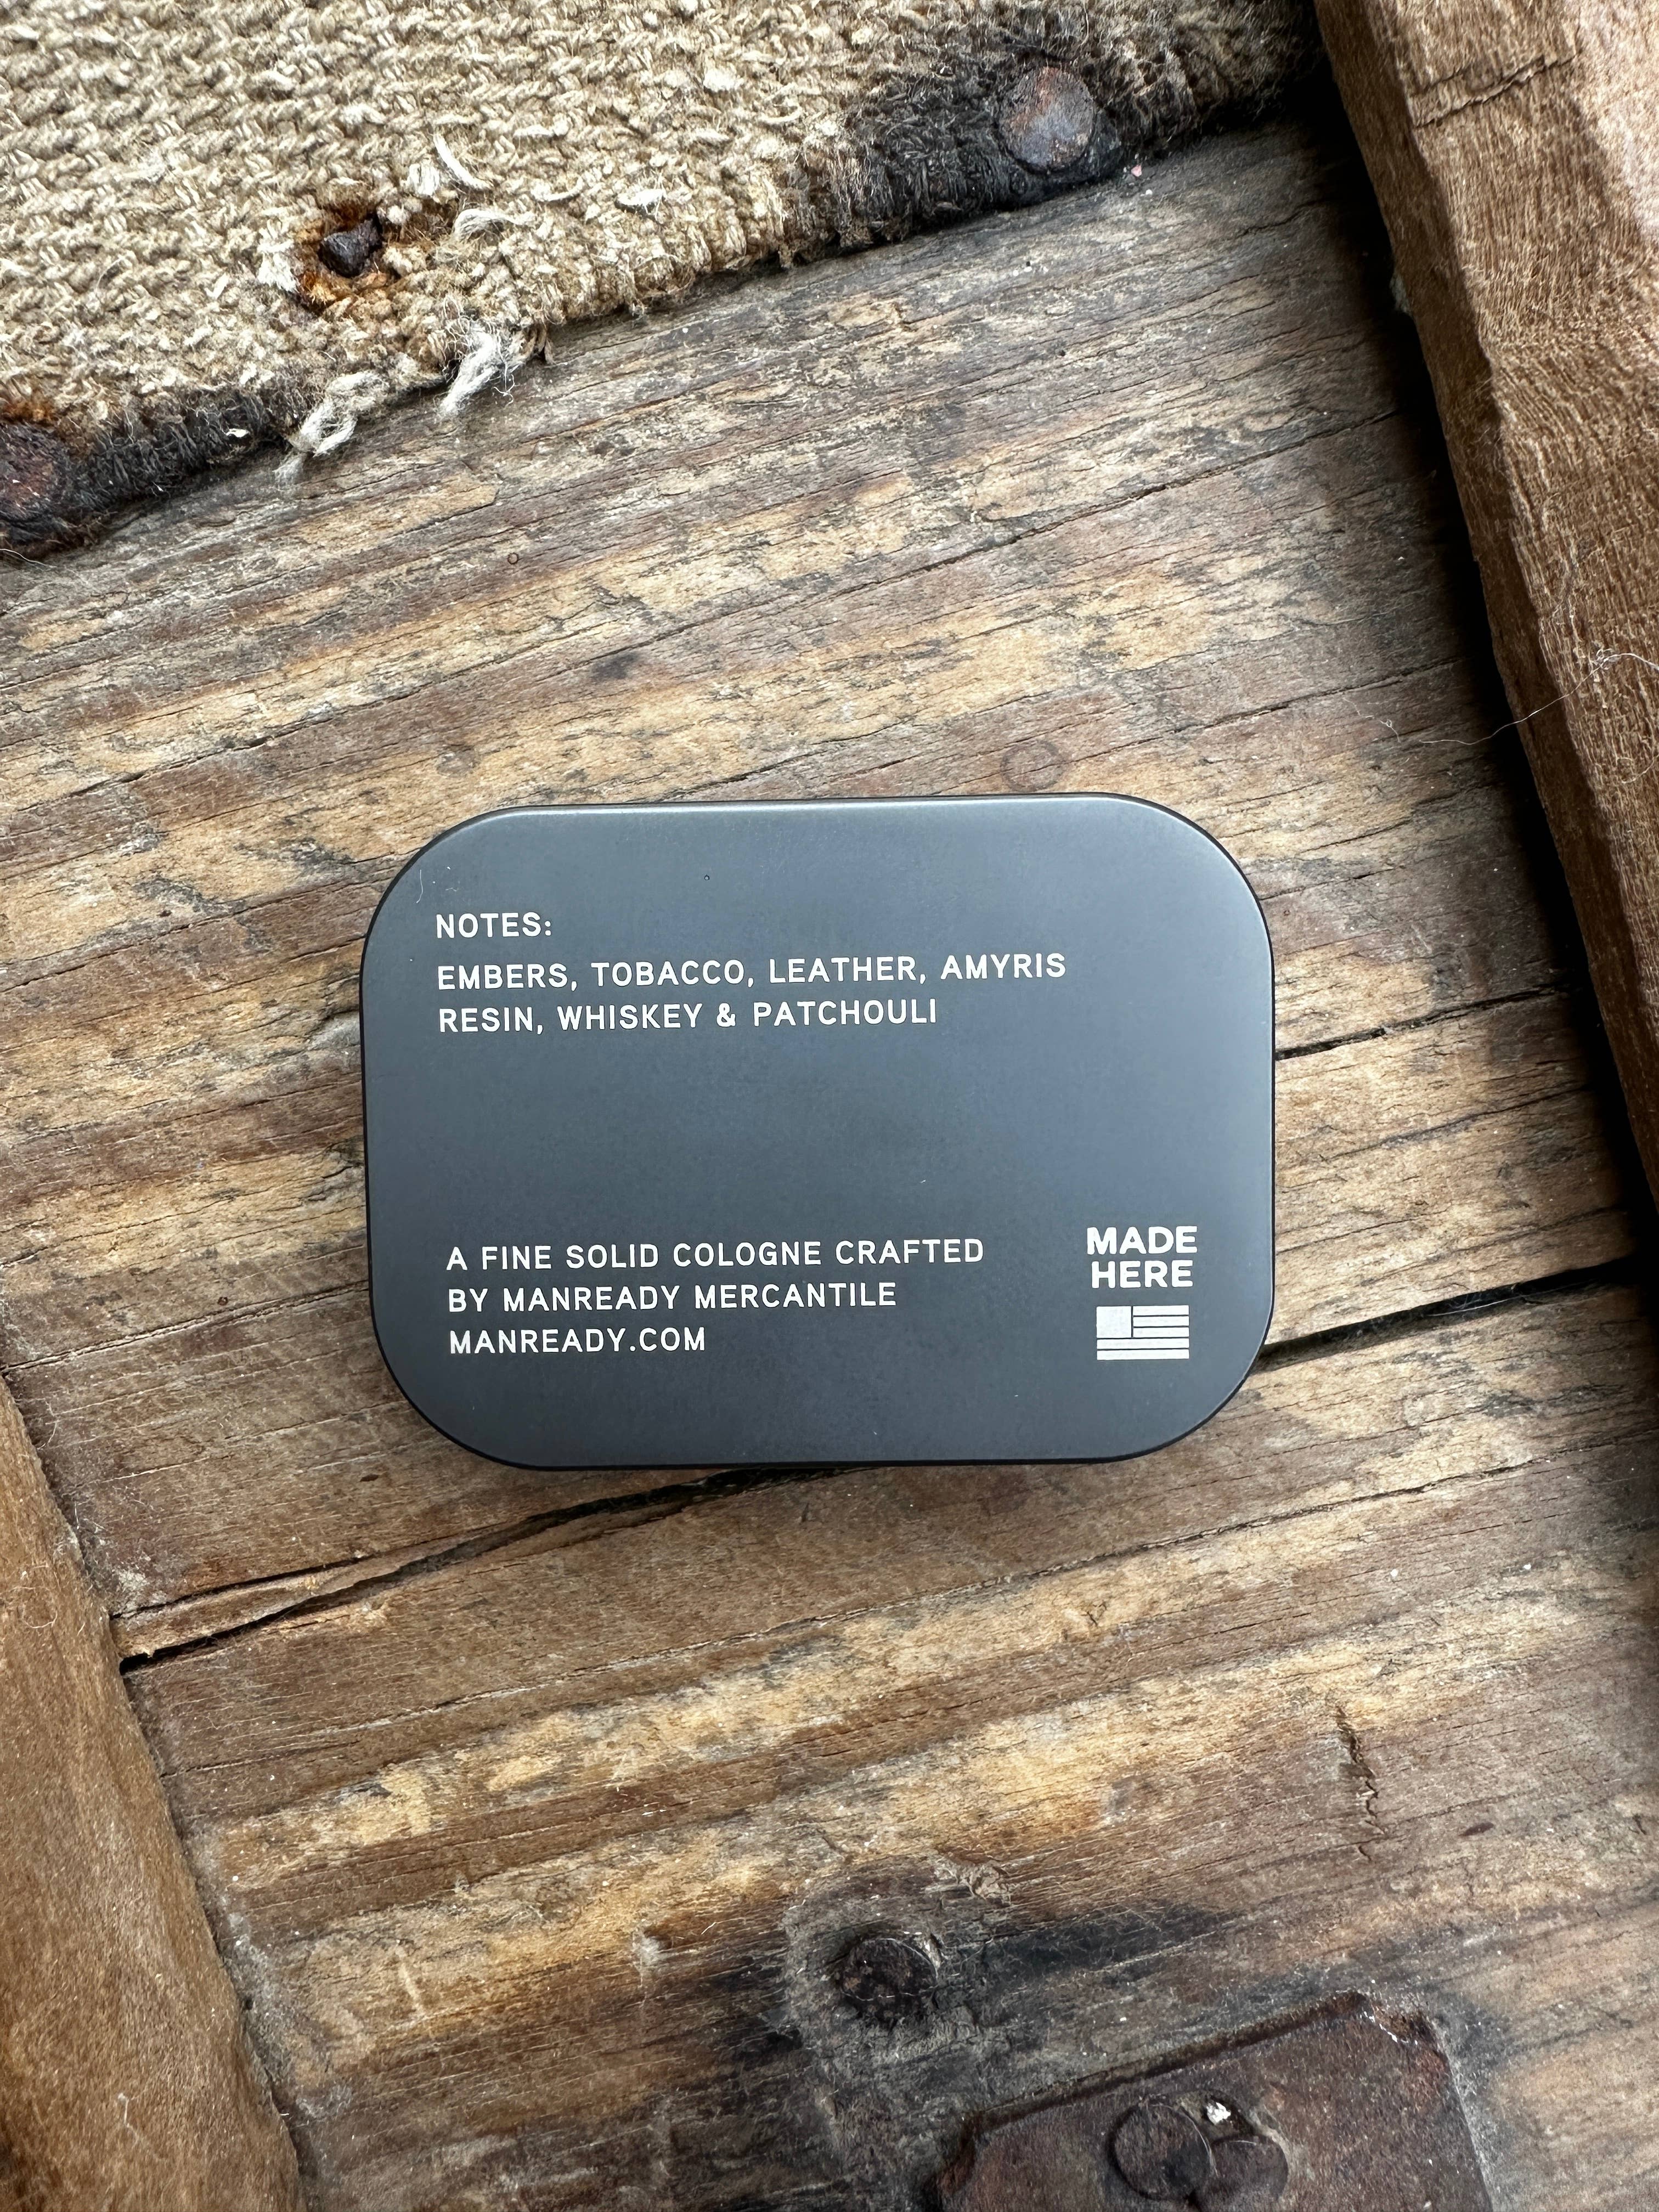 NOTES:
EMBERS, TOBACCO, LEATHER, AMYRIS
RESIN, WHISKEY & PATCHOULI
A FINE SOLID COLOGNE CRAFTED
BY MANREADY MERCANTILE
MANREADY.COM
MADE
HERE